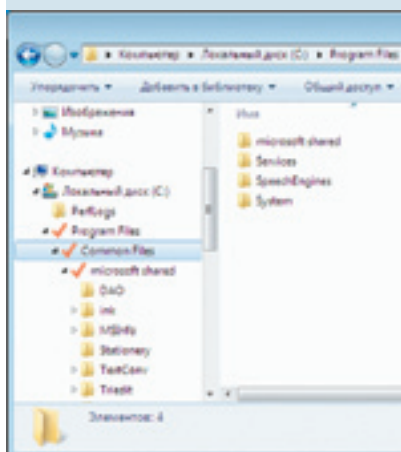 Компьютер ▸ Локальный диск (C:) ▸ Program Files
Упорядочить Добавить в библиотеку Общий доступ
Изображения
Музыка
Компьютер
Локальный диск (C:)
PerfLogs
Program Files
Common Files
microsoft shared
DAO
ink
MSInfo
Stationery
TextConv
Triedit
Имя
microsoft shared
Services
SpeechEngines
System
Элементов: 4